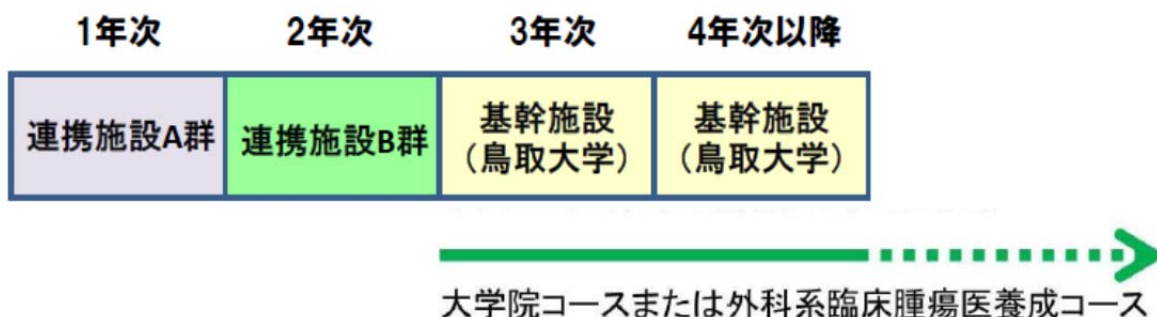 1年次 2年次 3年次 4年次以降
連携施設A群 連携施設B群 基幹施設 基幹施設
（鳥取大学） （鳥取大学）
大学院コースまたは外科系臨床腫瘍医養成コース